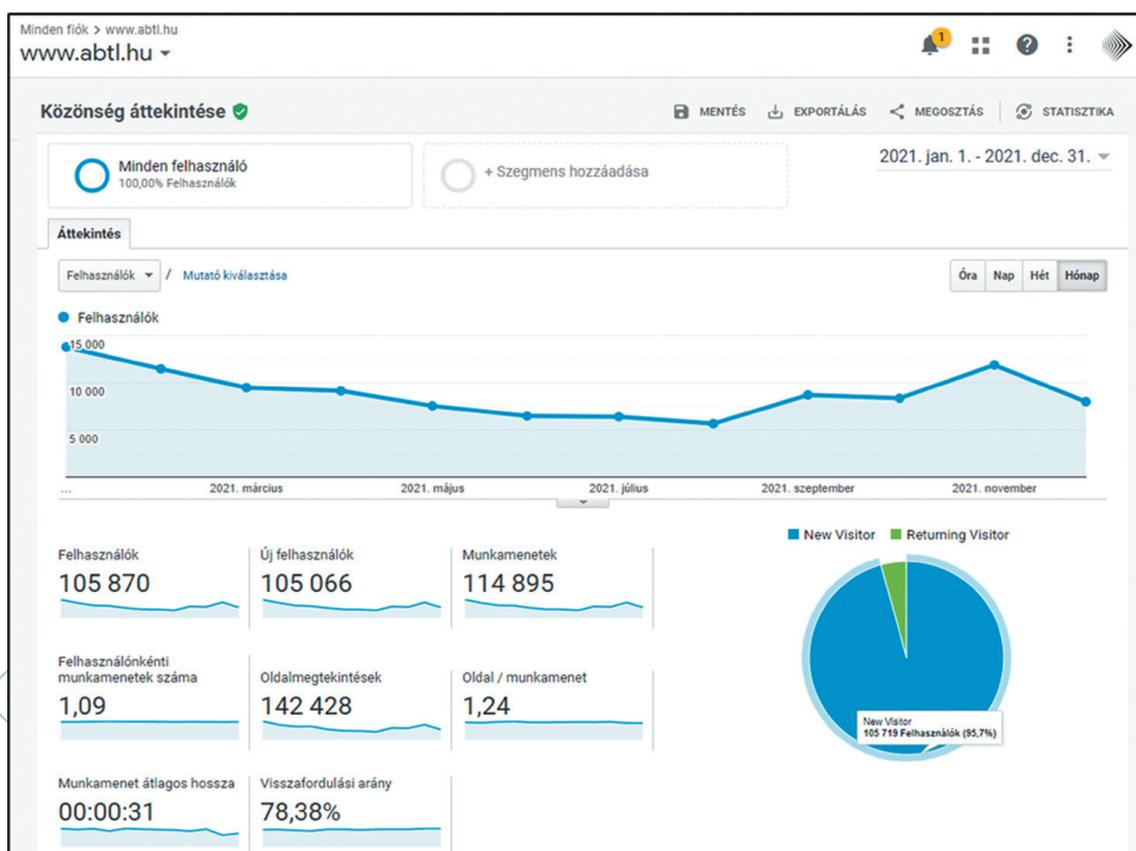 Minden fiók > www.abtl.hu
www.abtl.hu
1
Közönség áttekintése
MENTÉS
EXPORTÁLÁS
MEGOSZTÁS
STATISZTIKA
Minden felhasználó
100,00% Felhasználók
+ Szegmens hozzáadása
2021. jan. 1. - 2021. dec. 31.
Áttekintés
Felhasználók / Mutató kiválasztása
Óra Nap Hét Hónap
Felhasználók
15 000
10 000
5 000
...
2021. március
2021. május
2021. július
2021. szeptember
2021. november
Felhasználók
105 870
Új felhasználók
105 066
Munkamenetek
114 895
Felhasználónkénti
munkamenetek száma
1,09
Oldalmegtekintések
142 428
Oldal / munkamenet
1,24
Munkamenet átlagos hossza
00:00:31
Visszafordulási arány
78,38%
New Visitor
Returning Visitor
New Visitor
105 719 Felhasználók (95,7%)